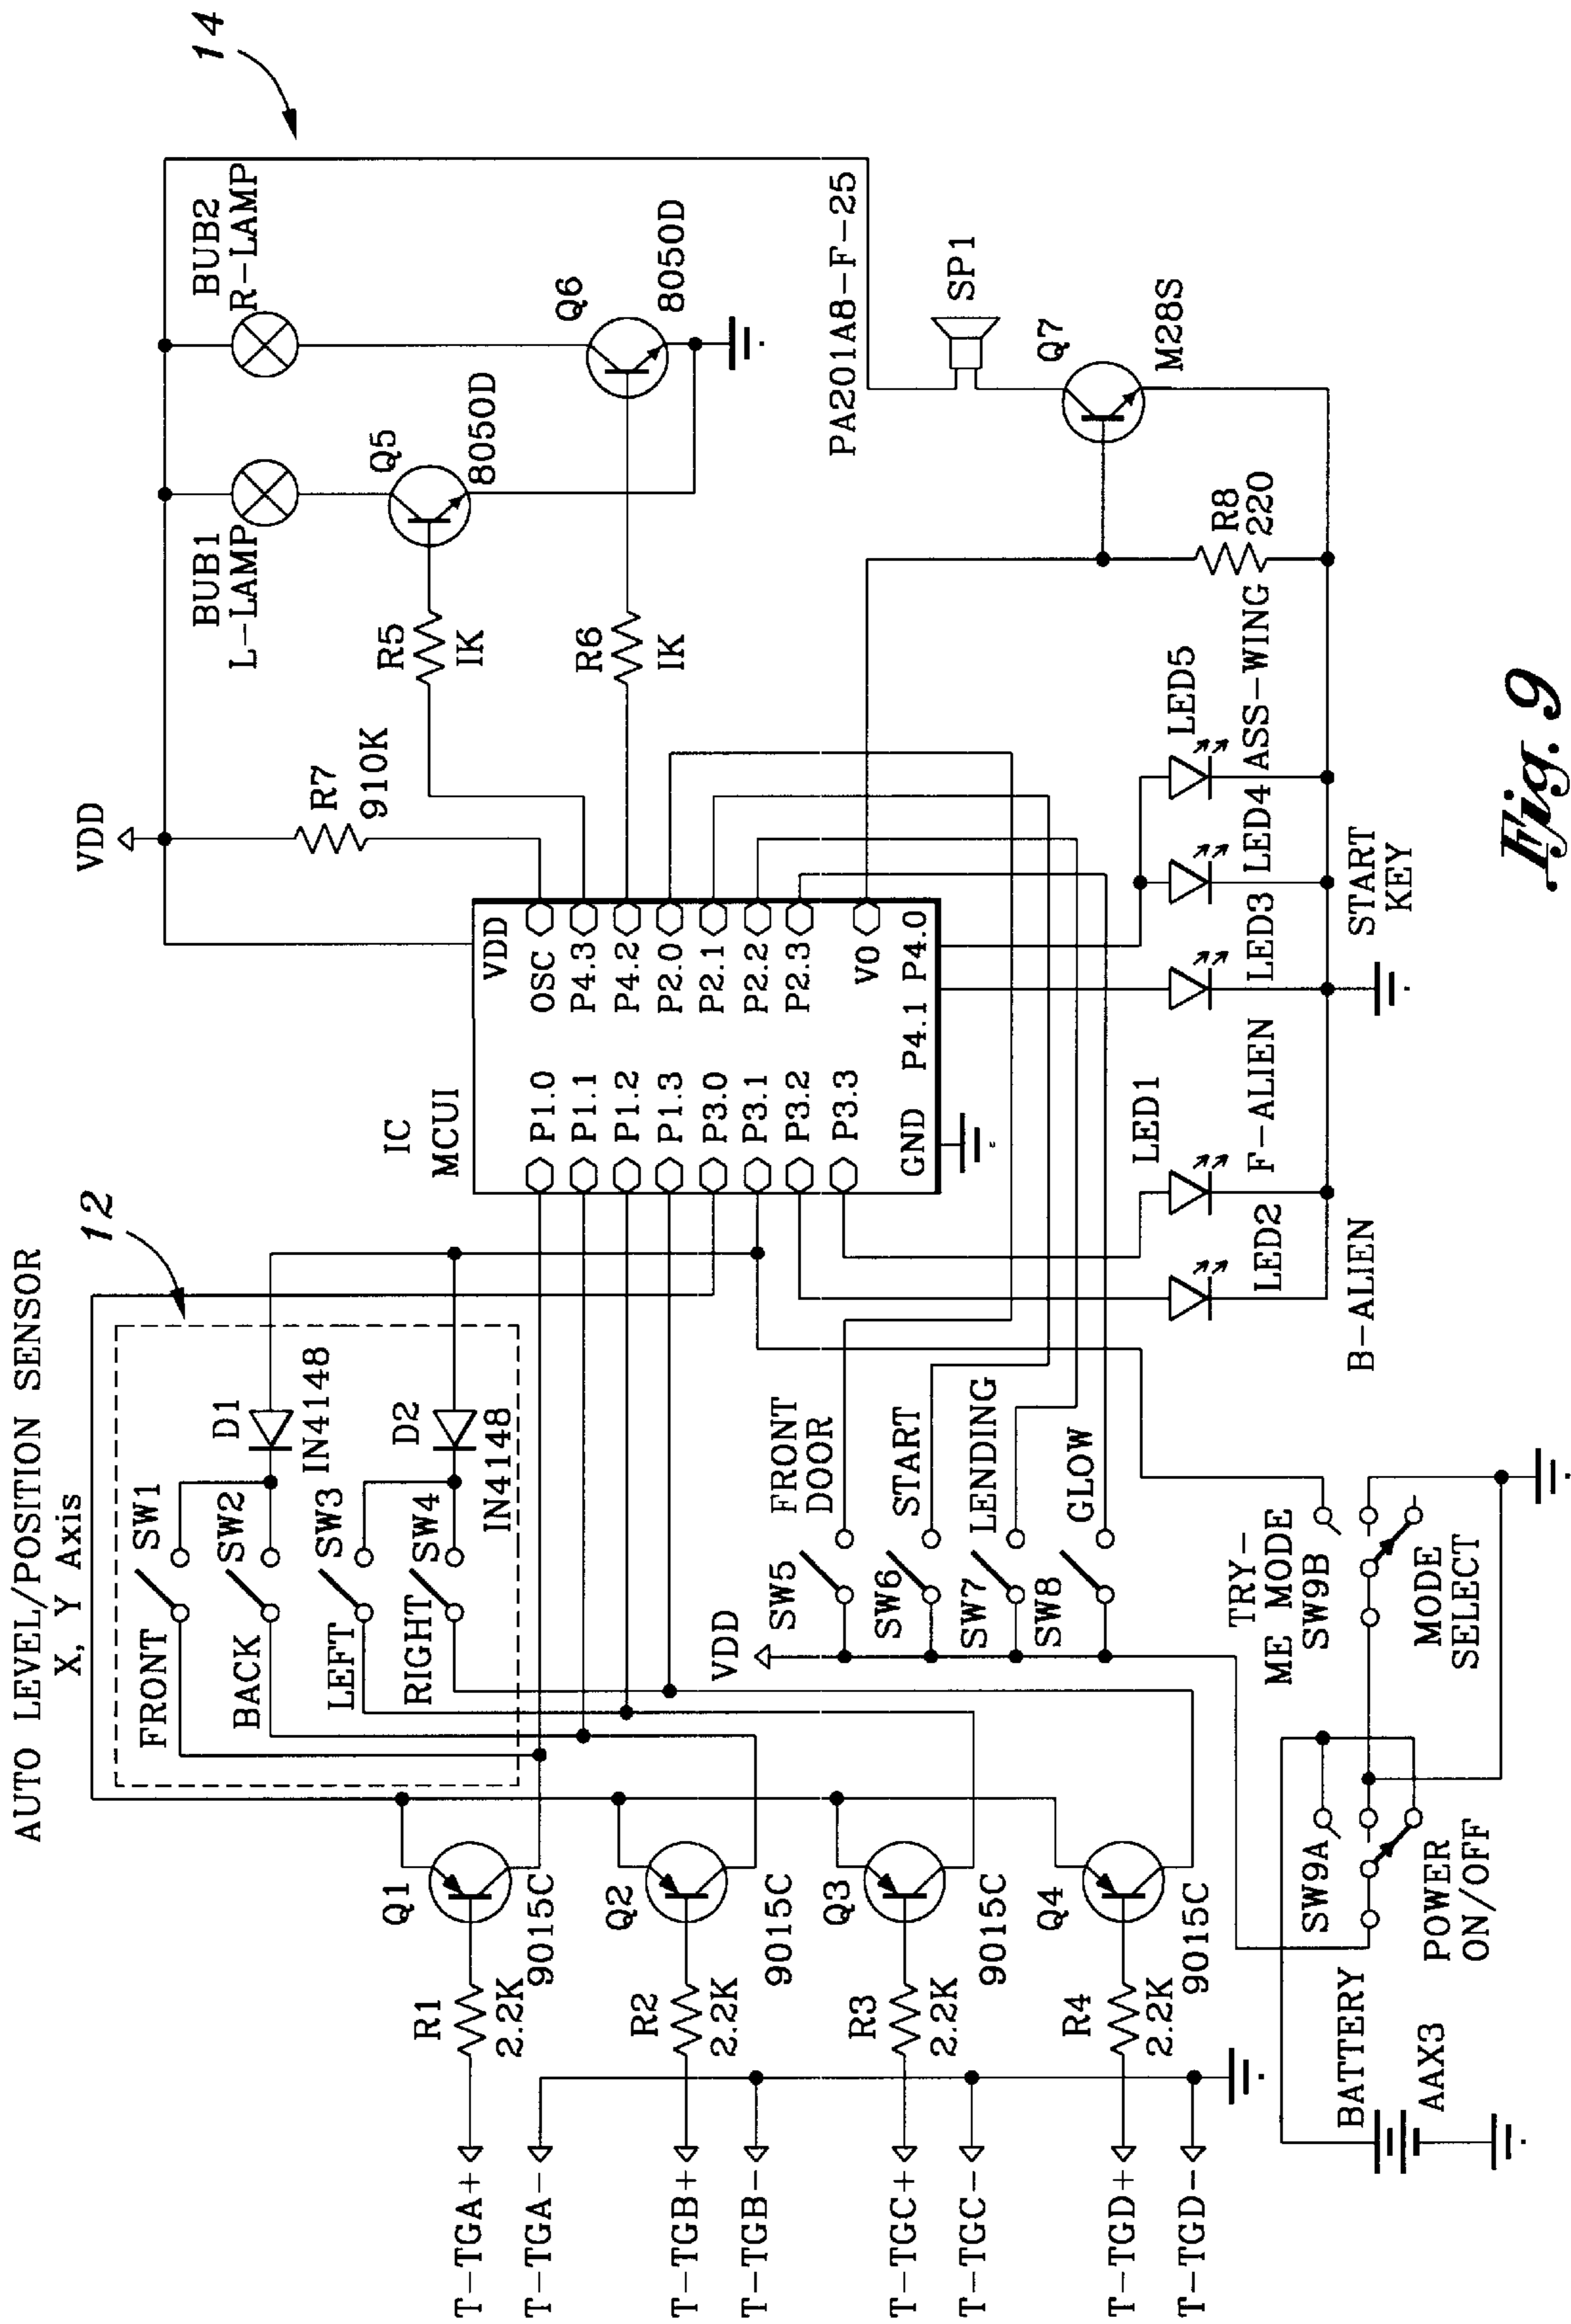 AUTO LEVEL/POSITION SENSOR
X, Y Axis
12
14
FRONT
SW1
BACK
SW2
LEFT
SW3
RIGHT
SW4
D1
IN4148
D2
IN4148
VDD
R7
910K
BUB1
L-LAMP
BUB2
R-LAMP
Q5
8050D
Q6
8050D
R5
IK
R6
IK
IC
MCUI
VDD
P1.0
OSC
P1.1
P4.3
P1.2
P4.2
P1.3
P2.0
P3.0
P2.1
P3.1
P2.2
P3.2
P2.3
P3.3
VO
GND
P4.1
P4.0
PA201A8-F-25
SP1
Q7
M28S
R8
220
Q1
9015C
R1
2.2K
Q2
9015C
R2
2.2K
Q3
9015C
R3
2.2K
Q4
9015C
R4
2.2K
T-TGA+
T-TGA-
T-TGB+
T-TGB-
T-TGC+
T-TGC-
T-TGD+
T-TGD-
VDD
SW5
FRONT
DOOR
SW6
START
SW7
LENDING
SW8
GLOW
LED1
F-ALIEN
LED2
B-ALIEN
LED3
LED4
LED5
ASS-WING
START
KEY
BATTERY
AAX3
SW9A
POWER
ON/OFF
TRY-
ME MODE
SW9B
MODE
SELECT
Fig. 9